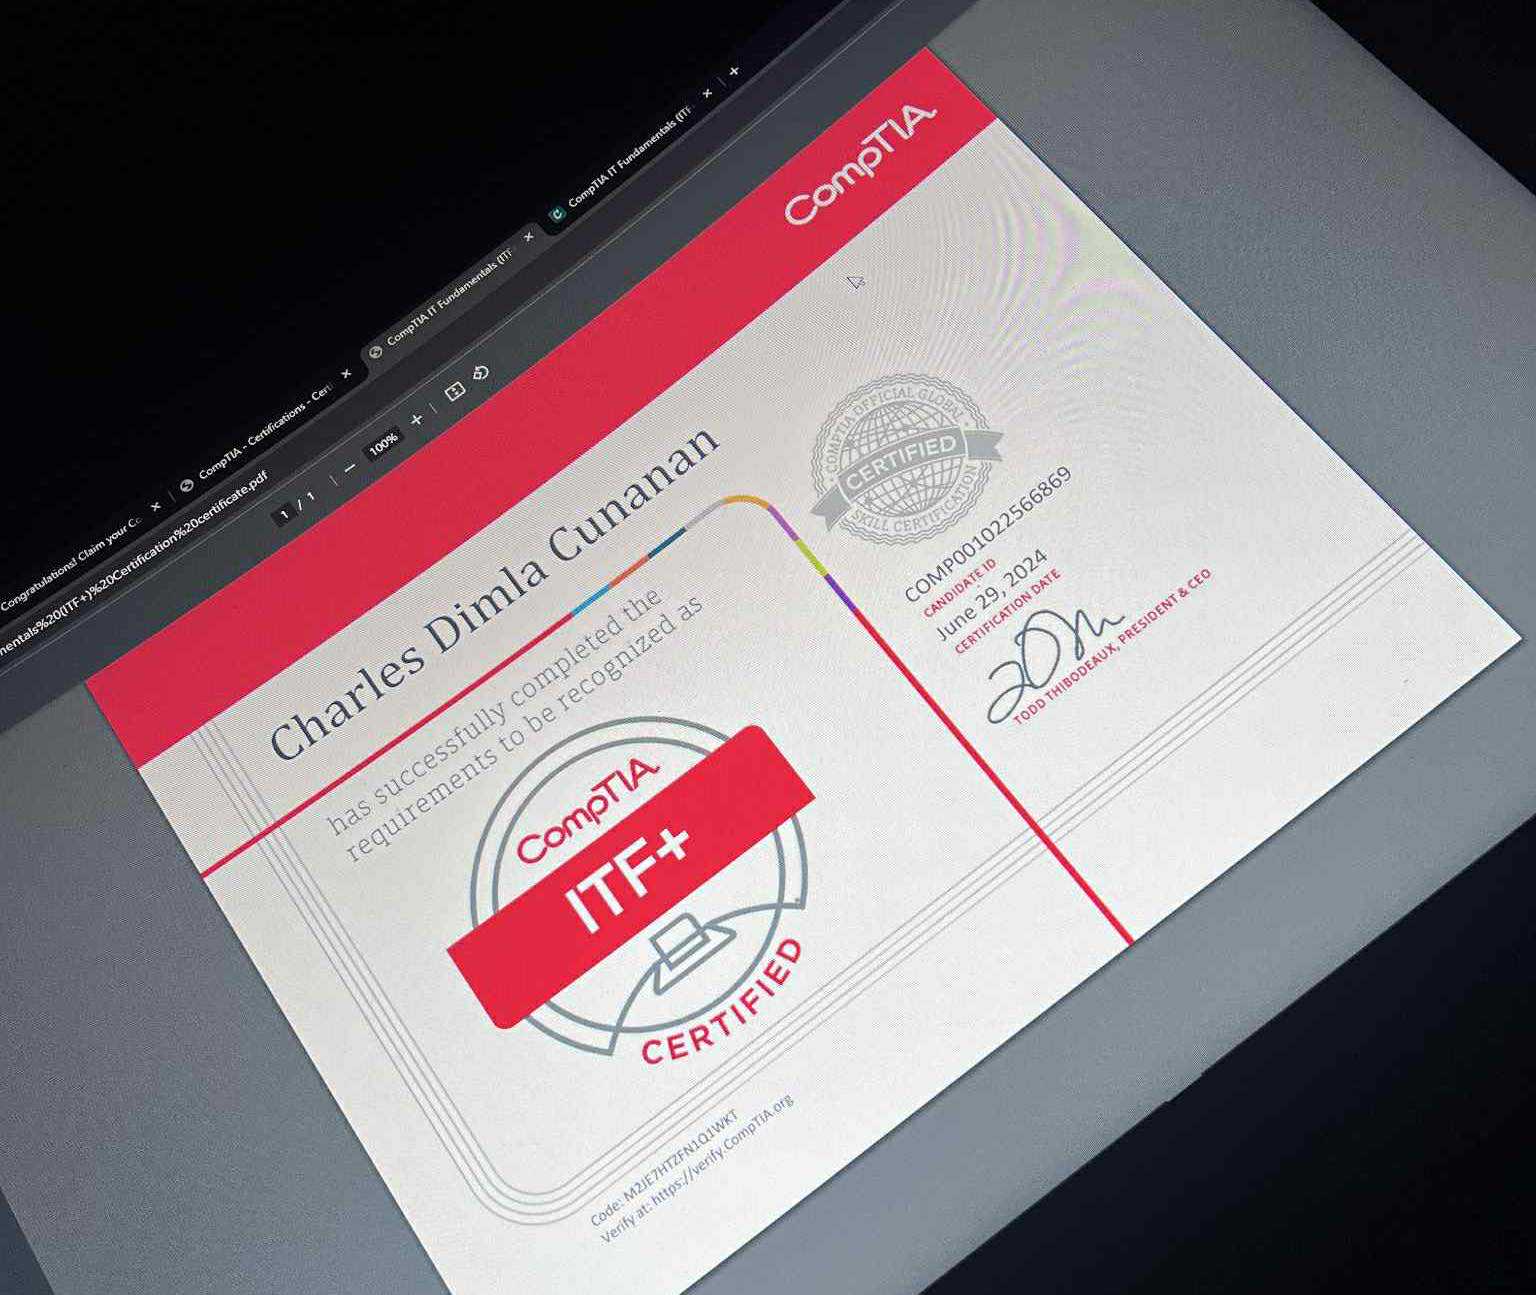 Congratulations! Claim your Cc
CompTIA - Certifications - Cert
CompTIA IT Fundamentals (ITF
CompTIA IT Fundamentals (ITF
mentals%20(ITF+)%20Certification%20certificate.pdf
1 / 1
100%
CompTIA
Charles Dimla Cunanan
has successfully completed the
requirements to be recognized as
CompTIA
ITF+
CERTIFIED
COMPTIA OFFICIAL GLOBAL
CERTIFIED
SKILL CERTIFICATION
COMP001022566869
CANDIDATE ID
June 29, 2024
CERTIFICATION DATE
TODD THIBODEAUX, PRESIDENT & CEO
Code: M2JE7HTZFN1Q1WKT
Verify at: https://verify.CompTIA.org